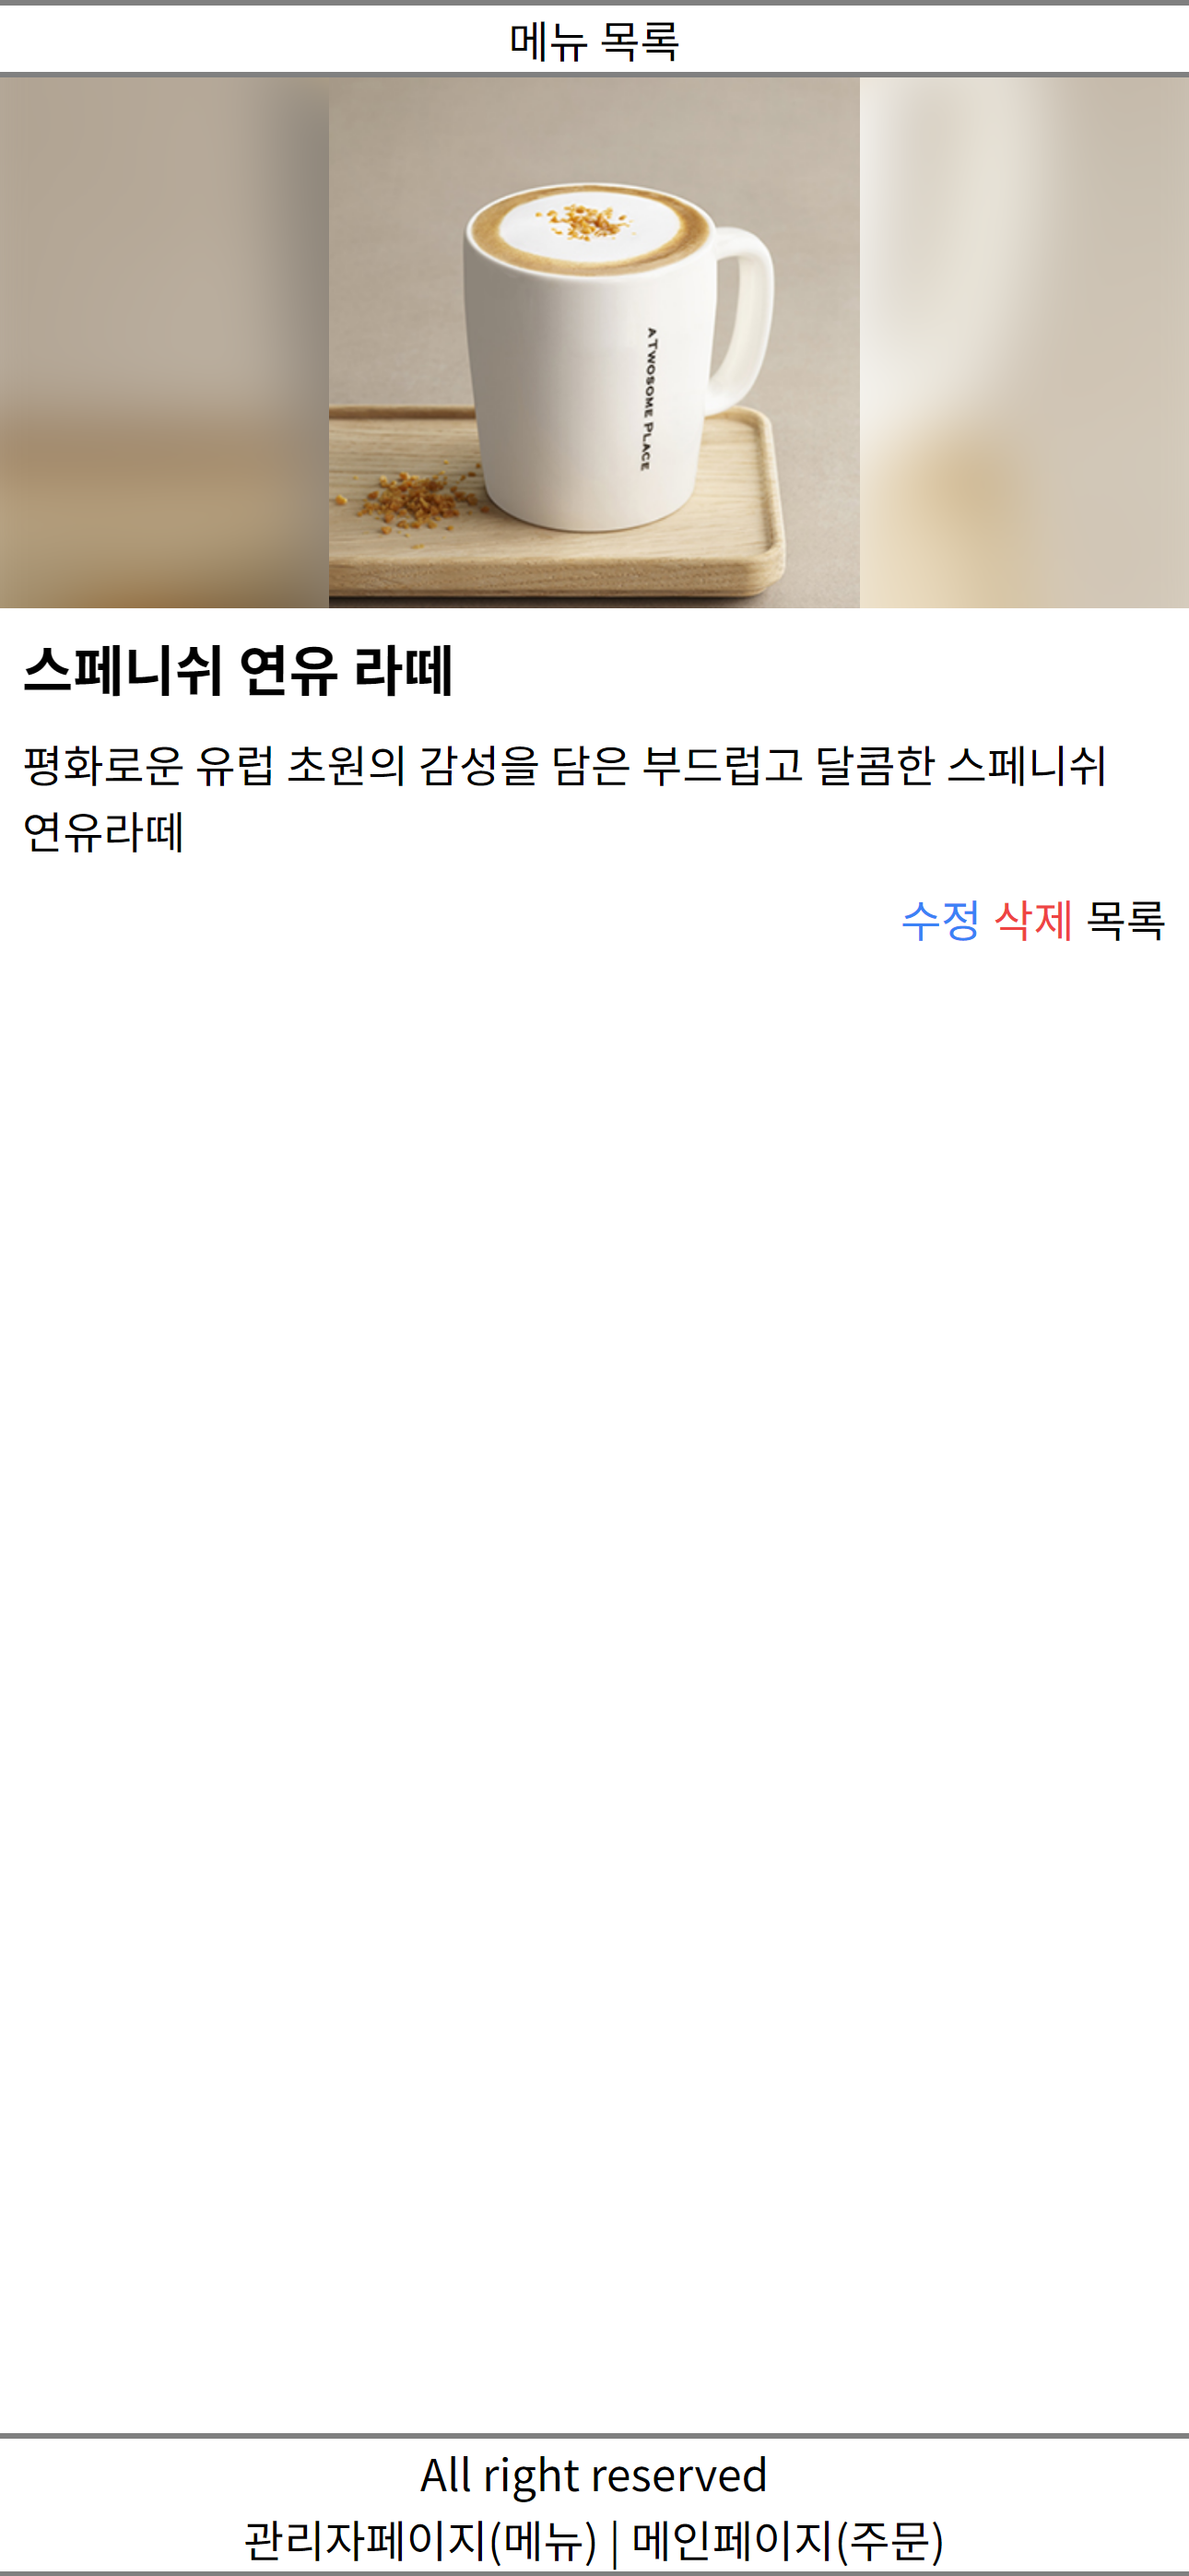 메뉴 목록
A TWOSOME PLACE
스페니쉬 연유 라떼
평화로운 유럽 초원의 감성을 담은 부드럽고 달콤한 스페니쉬
연유라떼
수정 삭제 목록
All right reserved
관리자페이지(메뉴) | 메인페이지(주문)